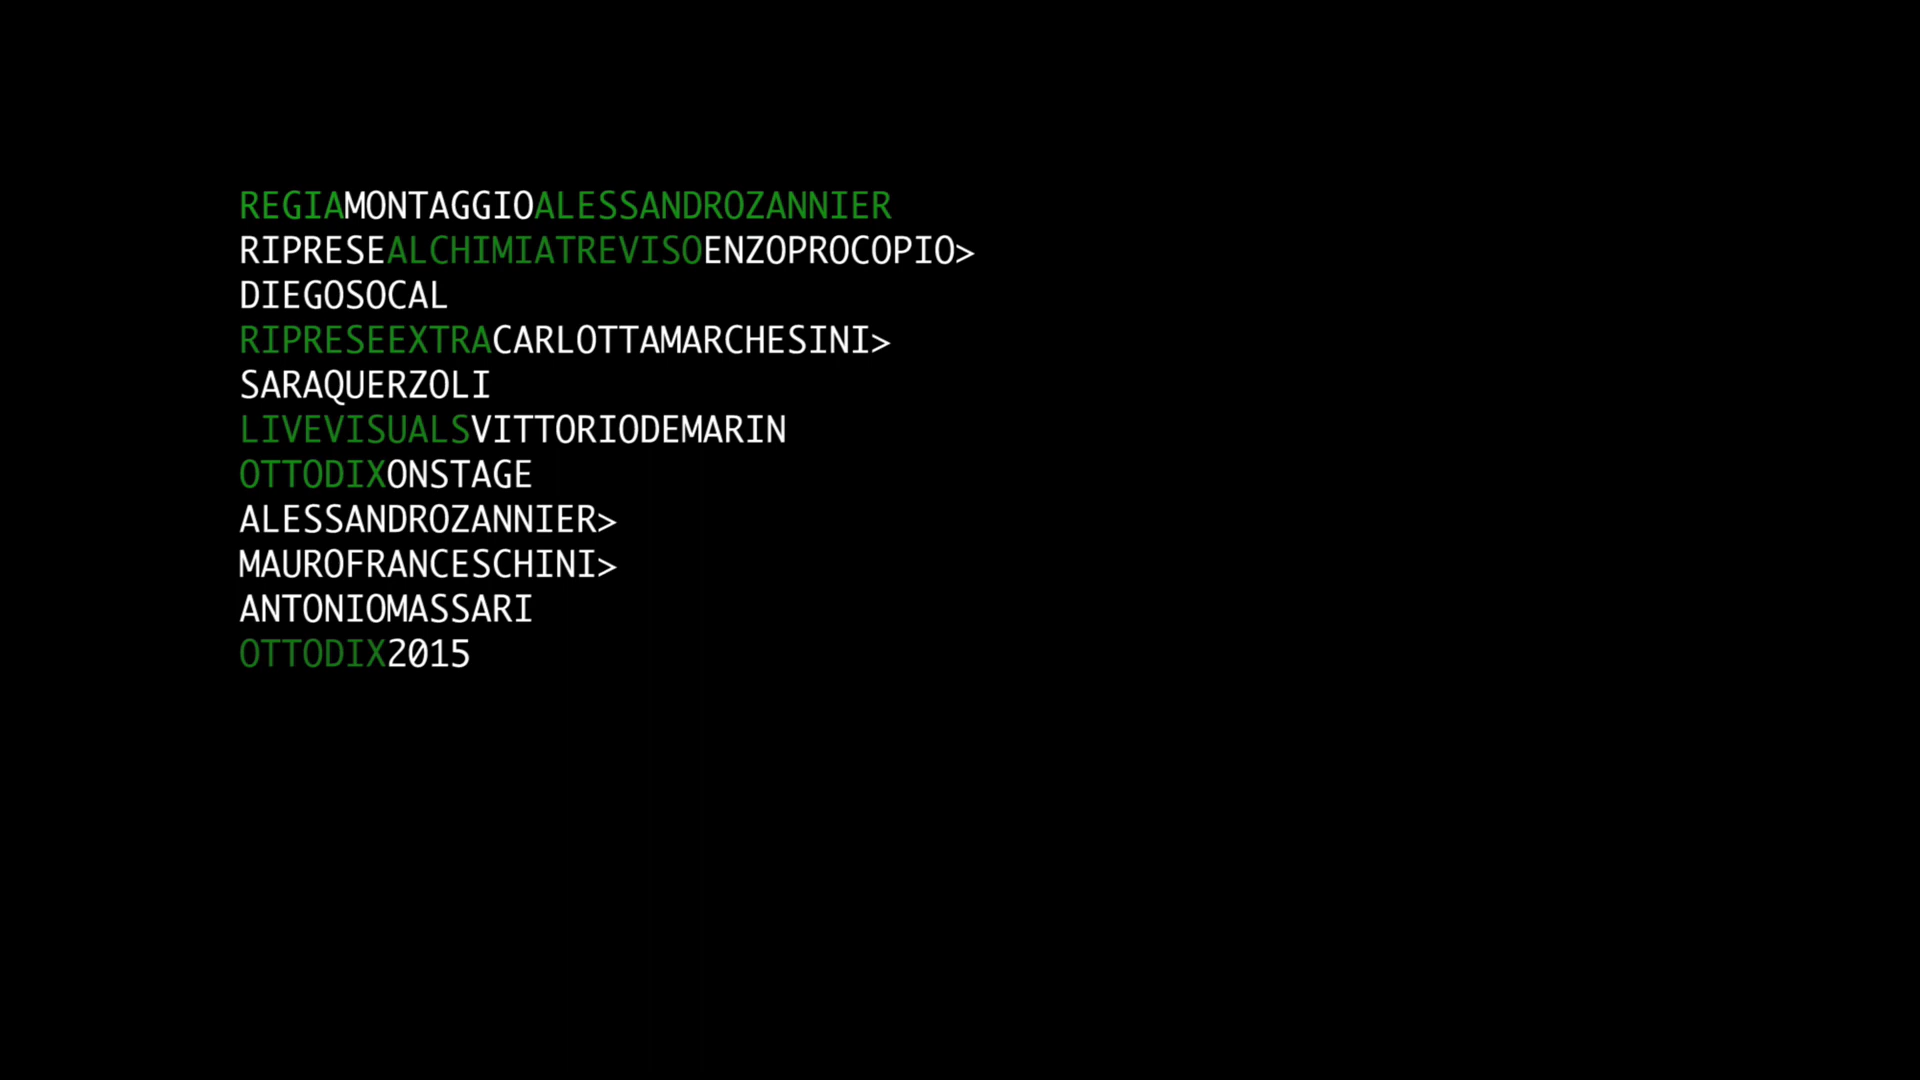 REGIAMONTAGGIOALESSANDROZANNIER
RIPRESEALCHIMIATREVISOENZOPROCOPIO>
DIEGOSOCAL
RIPRESEEXTRACARLOTTAMARCHESINI>
SARAQUERZOLI
LIVEVISUALSVITTORIODEMARIN
OTTODIXONSTAGE
ALESSANDROZANNIER>
MAUROFRANCESCHINI>
ANTONIOMASSARI
OTTODIX2015